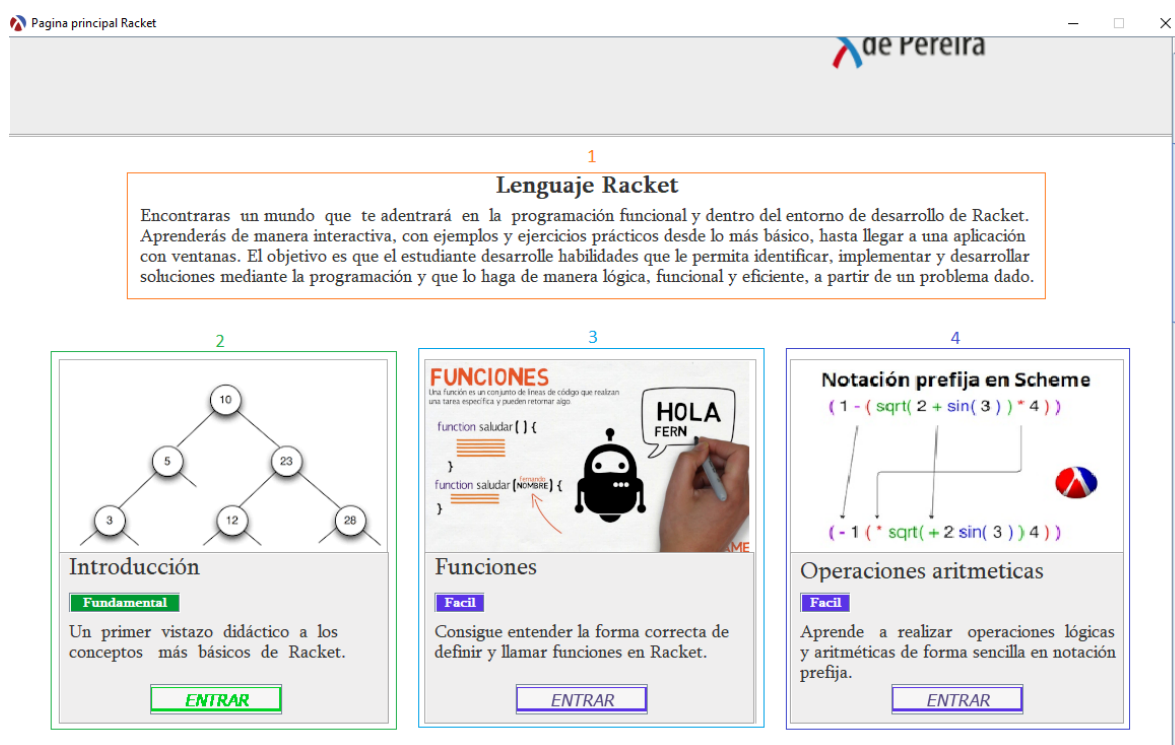 Pagina principal Racket
de Pereira
1
Lenguaje Racket
Encontraras un mundo que te adentrará en la programación funcional y dentro del entorno de desarrollo de Racket.
Aprenderás de manera interactiva, con ejemplos y ejercicios prácticos desde lo más básico, hasta llegar a una aplicación
con ventanas. El objetivo es que el estudiante desarrolle habilidades que le permita identificar, implementar y desarrollar
soluciones mediante la programación y que lo haga de manera lógica, funcional y eficiente, a partir de un problema dado.
2
10
5
23
3
12
28
Introducción
Fundamental
Un primer vistazo didáctico a los
conceptos más básicos de Racket.
ENTRAR
3
FUNCIONES
Una función es un conjunto de líneas de código que realizan
una tarea especifica y pueden retornar algo
function saludar ( ) {
}
function saludar (NOMBRE) {
}
fernando
HOLA
FERN
AME
Funciones
Facil
Consigue entender la forma correcta de
definir y llamar funciones en Racket.
ENTRAR
4
Notación prefija en Scheme
( 1 - ( sqrt( 2 + sin( 3 ) ) * 4 ) )
( - 1 ( * sqrt( + 2 sin( 3 ) ) 4 ) )
Operaciones aritmeticas
Facil
Aprende a realizar operaciones lógicas
y aritméticas de forma sencilla en notación
prefija.
ENTRAR